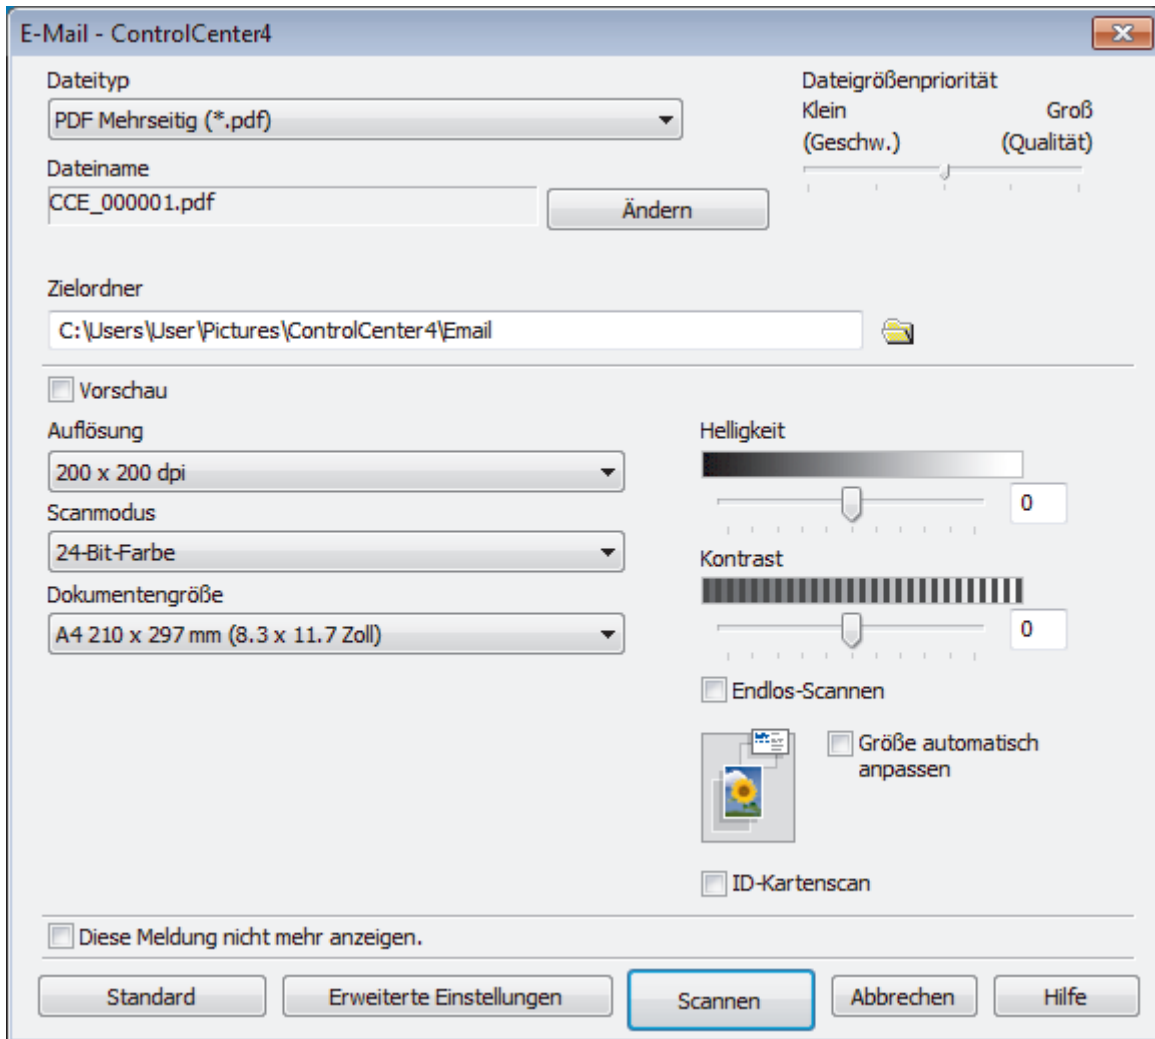 E-Mail - ControlCenter4
Dateityp
PDF Mehrseitig (*.pdf)
Dateigrößenpriorität
Klein Groß
(Geschw.) (Qualität)
Dateiname
CCE_000001.pdf
Ändern
Zielordner
C:\Users\User\Pictures\ControlCenter4\Email
Vorschau
Auflösung
200 x 200 dpi
Scanmodus
24-Bit-Farbe
Dokumentengröße
A4 210 x 297 mm (8.3 x 11.7 Zoll)
Helligkeit
0
Kontrast
0
Endlos-Scannen
Größe automatisch
anpassen
ID-Kartenscan
Diese Meldung nicht mehr anzeigen.
Standard
Erweiterte Einstellungen
Scannen
Abbrechen
Hilfe